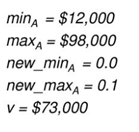 min_A = $12,000
max_A = $98,000
new_min_A = 0.0
new_max_A = 0.1
v = $73,000